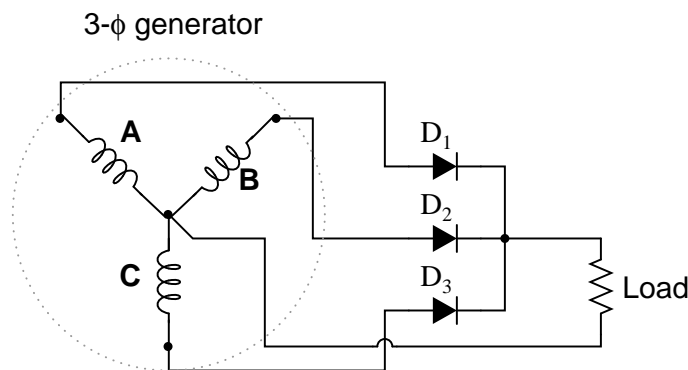 3-ϕ generator
A
B
C
D₁
D₂
D₃
Load